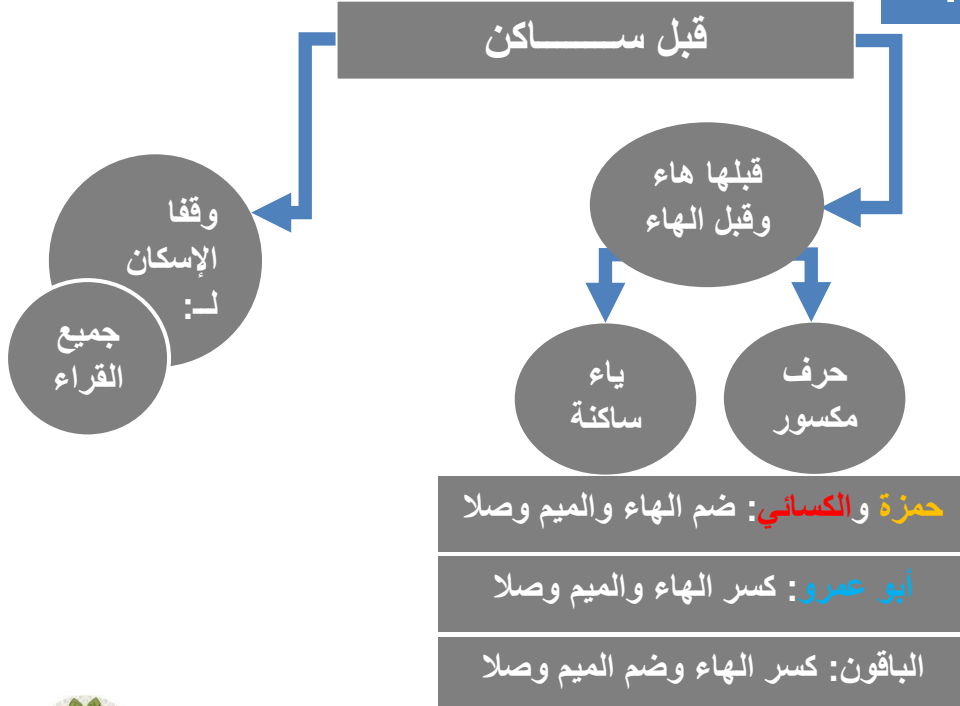 قبل ســـــــاكن
قبلها هاء
وقبل الهاء
حرف
مكسور
ياء
ساكنة
حمزة والكسائي: ضم الهاء والميم وصلا
أبو عمرو: كسر الهاء والميم وصلا
الباقون: كسر الهاء وضم الميم وصلا
وقفا
الإسكان
لــ:
جميع
القراء